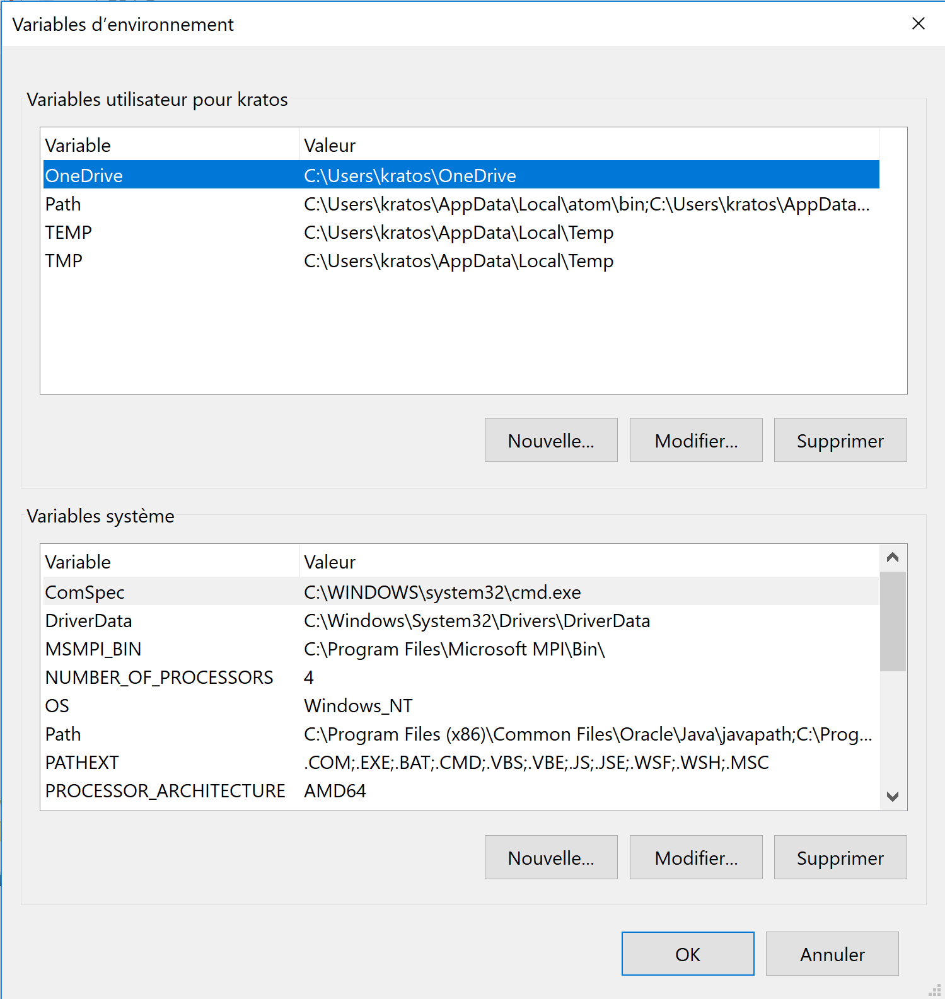 Variables d’environnement
Variables utilisateur pour kratos
Variable Valeur
OneDrive C:\Users\kratos\OneDrive
Path C:\Users\kratos\AppData\Local\atom\bin;C:\Users\kratos\AppData...
TEMP C:\Users\kratos\AppData\Local\Temp
TMP C:\Users\kratos\AppData\Local\Temp
Nouvelle... Modifier... Supprimer
Variables système
Variable Valeur
ComSpec C:\WINDOWS\system32\cmd.exe
DriverData C:\Windows\System32\Drivers\DriverData
MSMPI_BIN C:\Program Files\Microsoft MPI\Bin\
NUMBER_OF_PROCESSORS 4
OS Windows_NT
Path C:\Program Files (x86)\Common Files\Oracle\Java\javapath;C:\Prog...
PATHEXT .COM;.EXE;.BAT;.CMD;.VBS;.VBE;.JS;.JSE;.WSF;.WSH;.MSC
PROCESSOR_ARCHITECTURE AMD64
Nouvelle... Modifier... Supprimer
OK Annuler